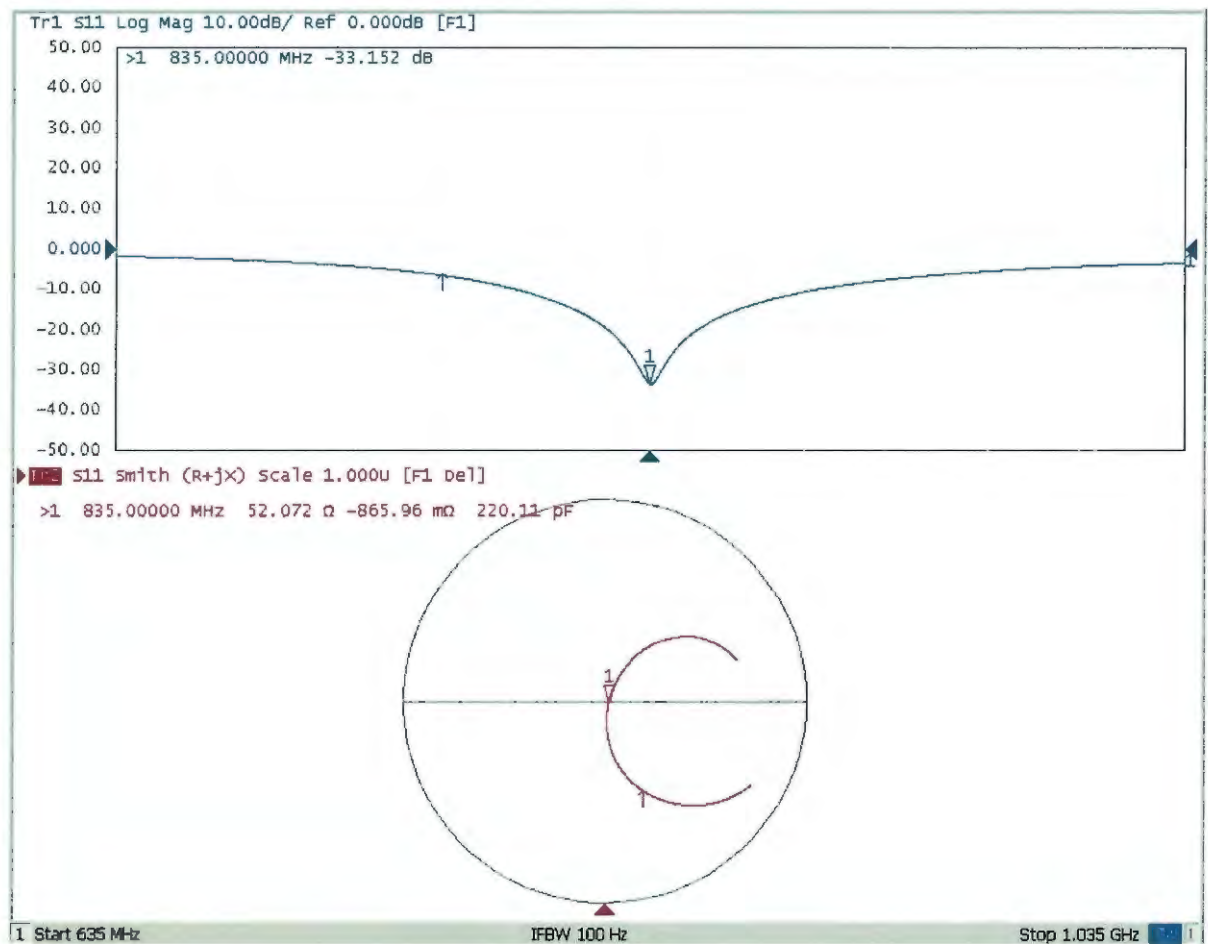 Tr1 S11 Log Mag 10.00dB/ Ref 0.000dB [F1]
50.00
>1 835.00000 MHz -33.152 dB
40.00
30.00
20.00
10.00
0.000
-10.00
-20.00
-30.00
-40.00
-50.00
1
1
S11 Smith (R+jX) Scale 1.000U [F1 Del]
>1 835.00000 MHz 52.072 Ω -865.96 mΩ 220.11 pF
1
1 Start 635 MHz IFBW 100 Hz Stop 1.035 GHz